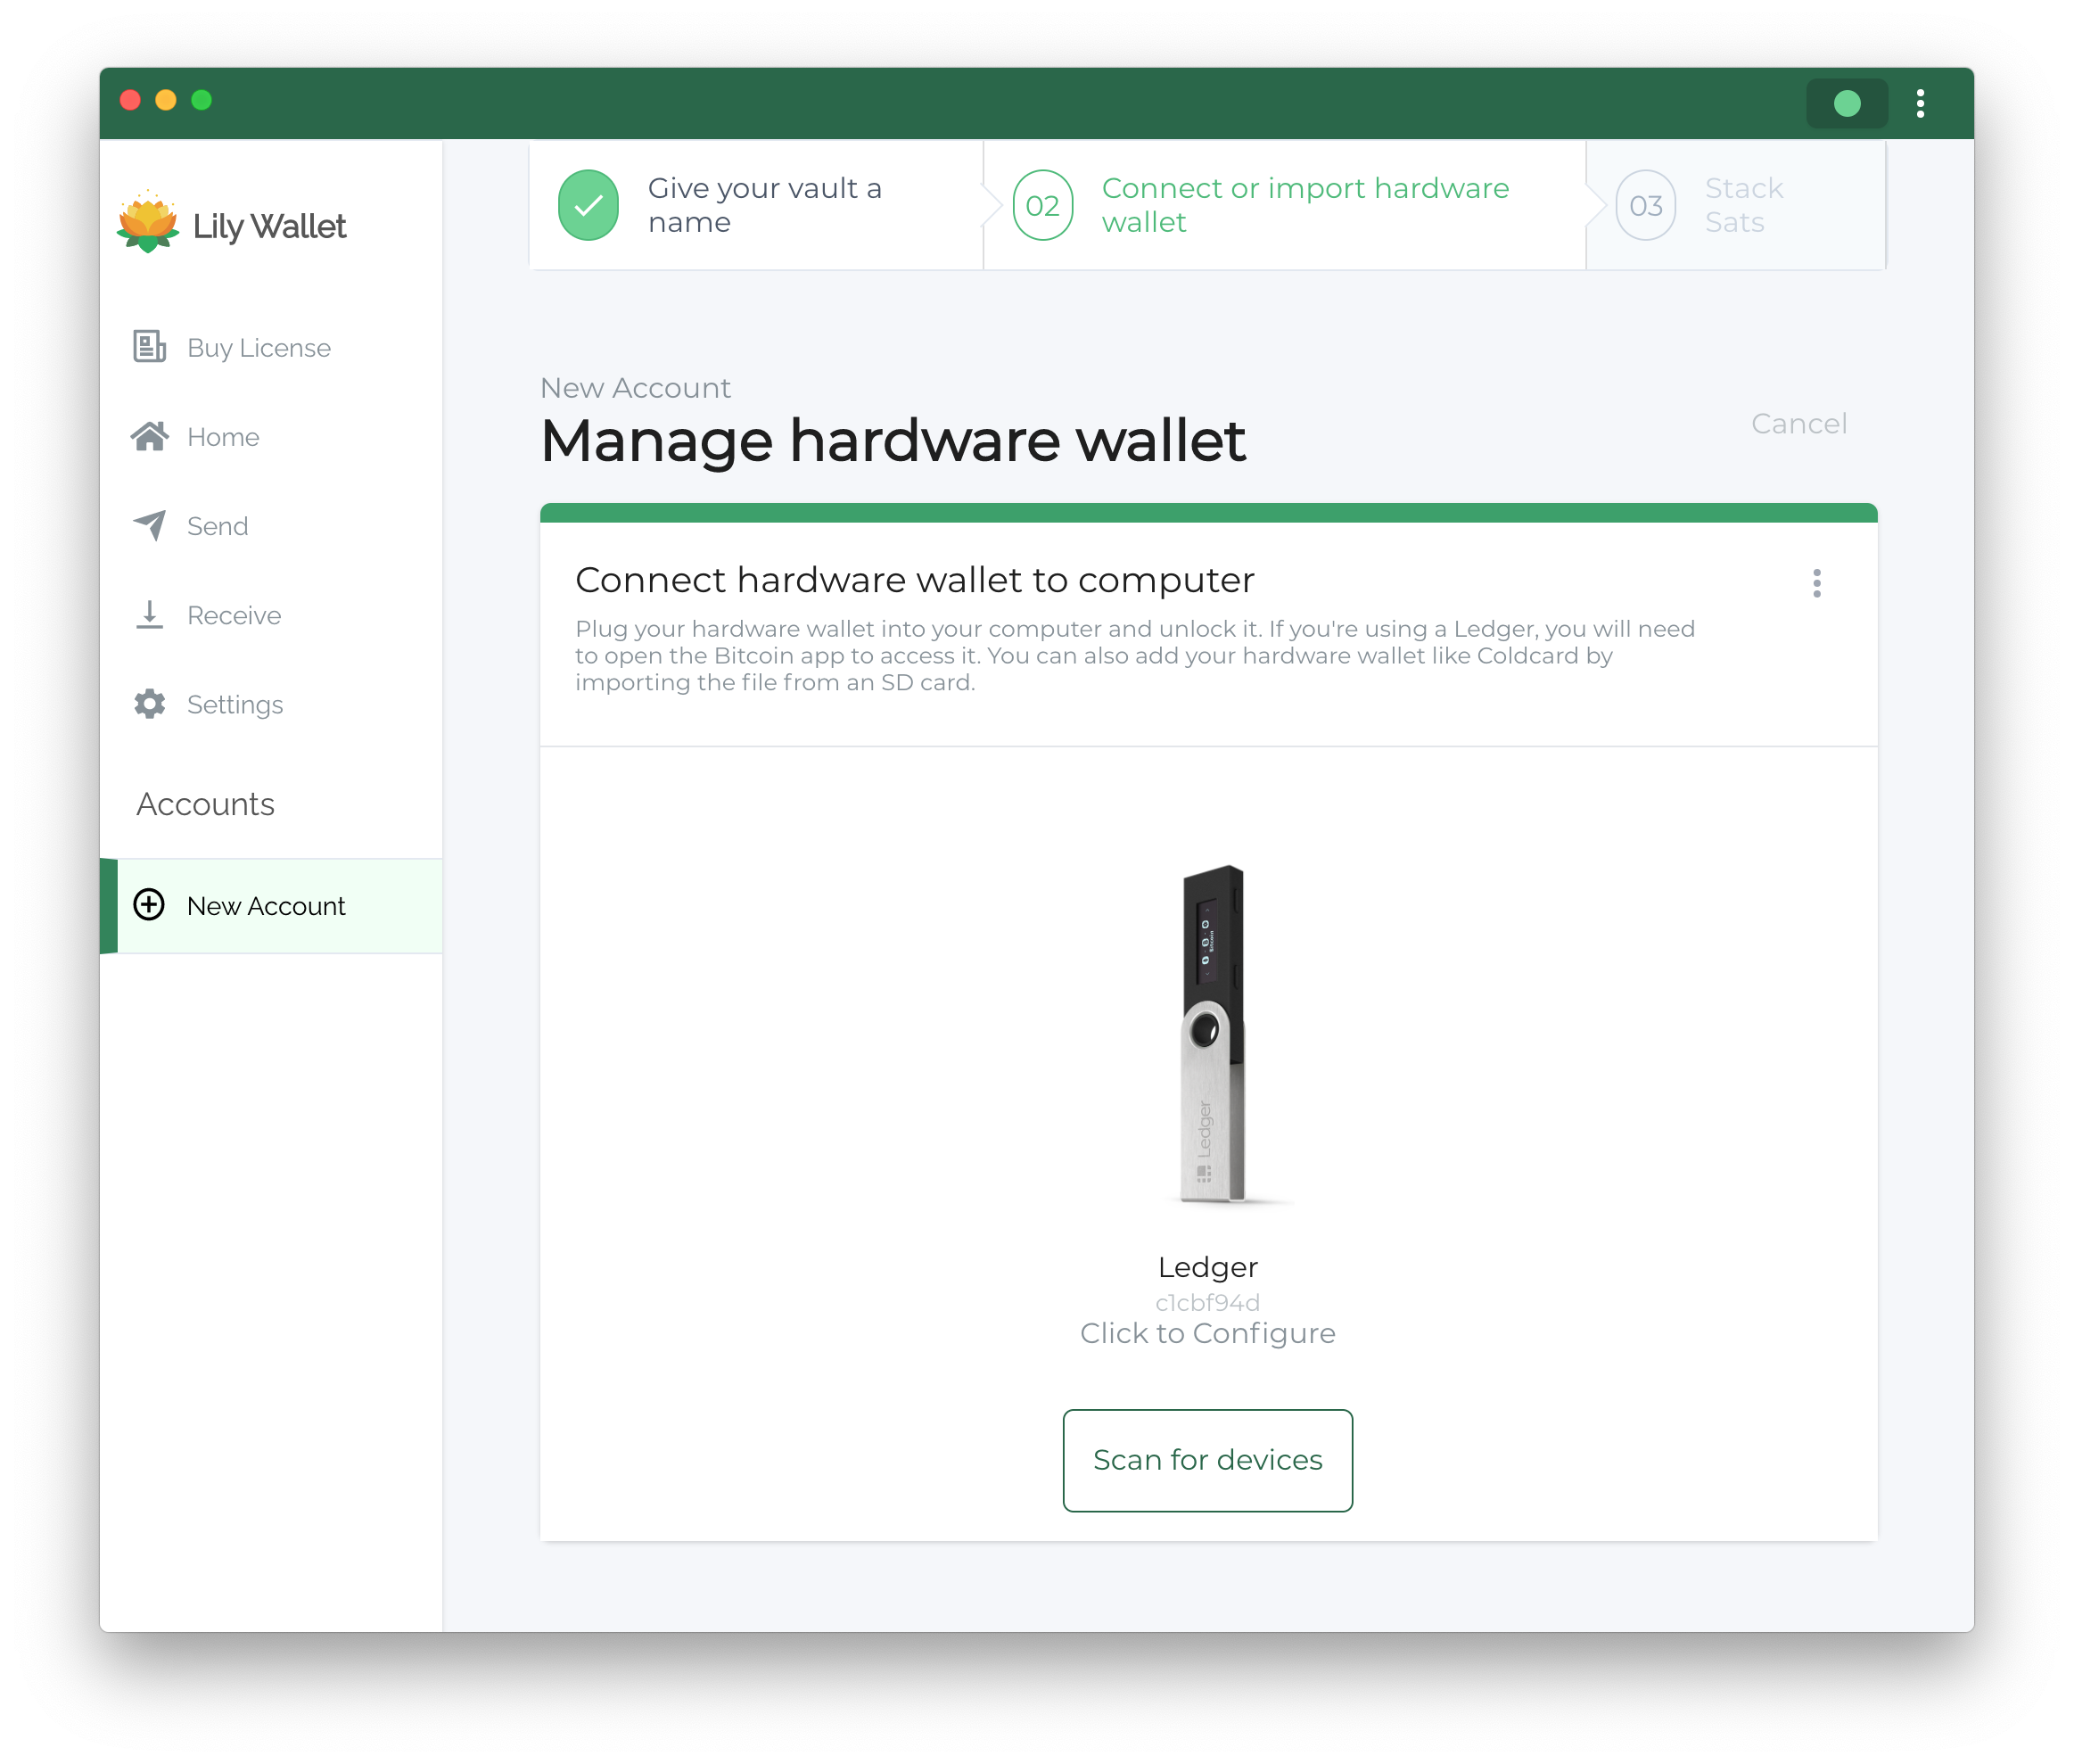 Give your vault a
name
02
Connect or import hardware
wallet
03
Stack
Sats
Lily Wallet
Buy License
Home
Send
Receive
Settings
Accounts
New Account
New Account
Manage hardware wallet
Cancel
Connect hardware wallet to computer
Plug your hardware wallet into your computer and unlock it. If you're using a Ledger, you will need
to open the Bitcoin app to access it. You can also add your hardware wallet like Coldcard by
importing the file from an SD card.
Bitcoin
Ledger
Ledger
c1cbf94d
Click to Configure
Scan for devices